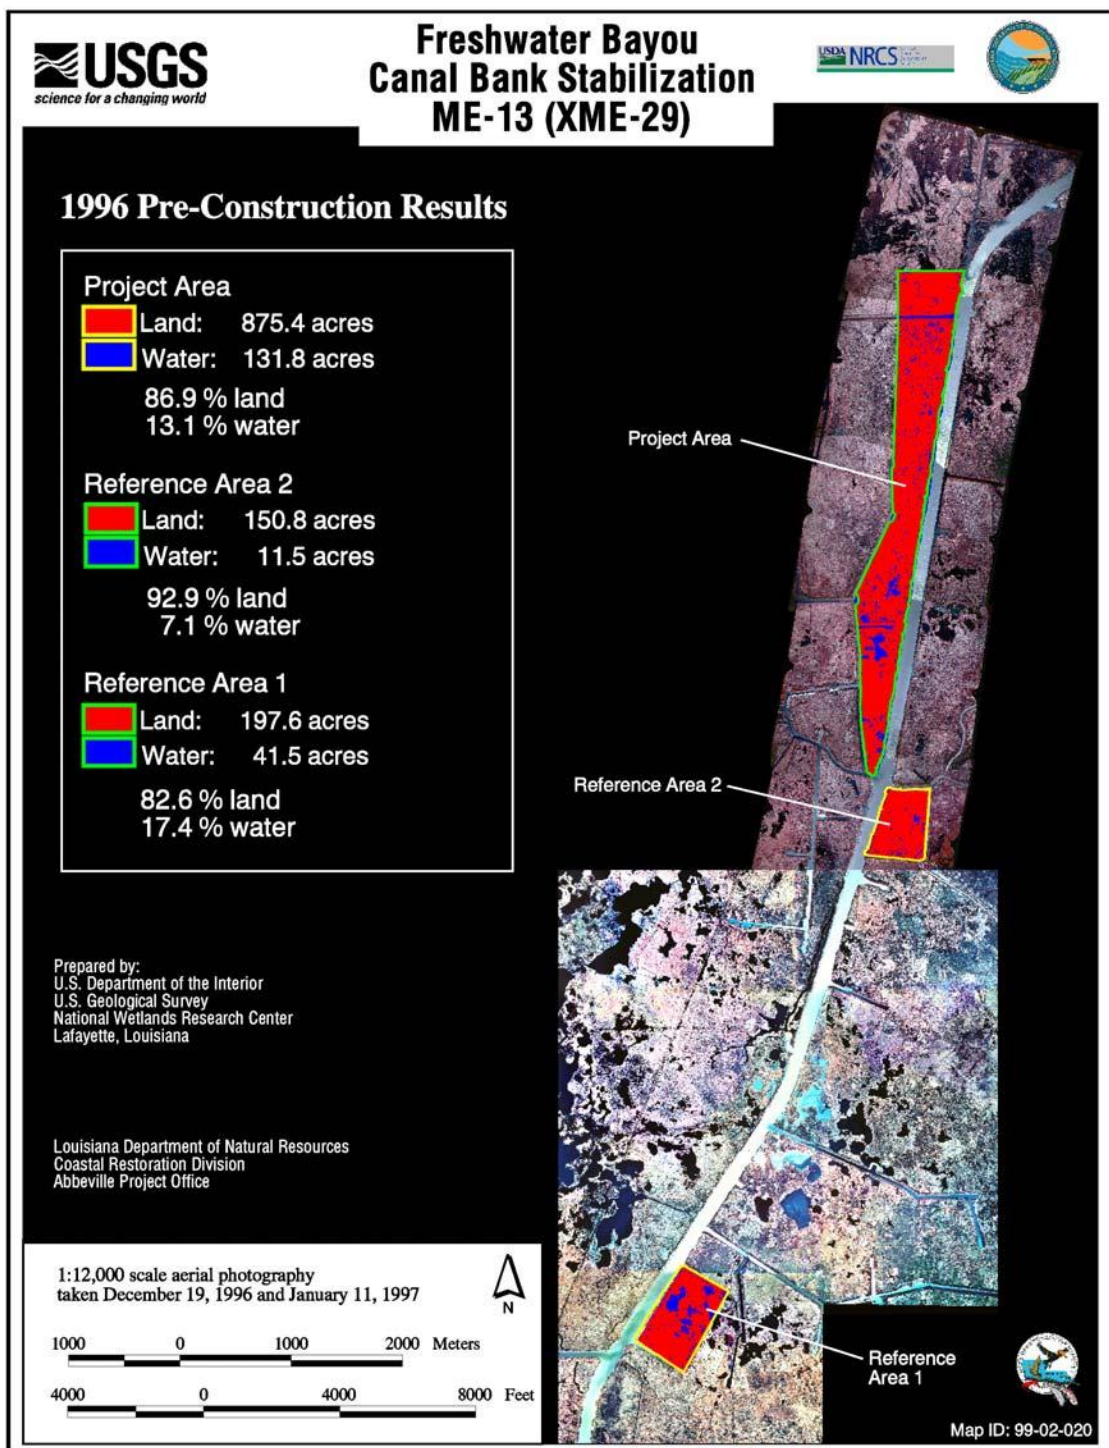 USGS
science for a changing world
Freshwater Bayou
Canal Bank Stabilization
ME-13 (XME-29)
USDA NRCS
1996 Pre-Construction Results
Project Area
Land: 875.4 acres
Water: 131.8 acres
86.9 % land
13.1 % water
Reference Area 2
Land: 150.8 acres
Water: 11.5 acres
92.9 % land
7.1 % water
Reference Area 1
Land: 197.6 acres
Water: 41.5 acres
82.6 % land
17.4 % water
Project Area
Reference Area 2
Reference
Area 1
Prepared by:
U.S. Department of the Interior
U.S. Geological Survey
National Wetlands Research Center
Lafayette, Louisiana
Louisiana Department of Natural Resources
Coastal Restoration Division
Abbeville Project Office
1:12,000 scale aerial photography
taken December 19, 1996 and January 11, 1997
N
1000 0 1000 2000 Meters
4000 0 4000 8000 Feet
Map ID: 99-02-020